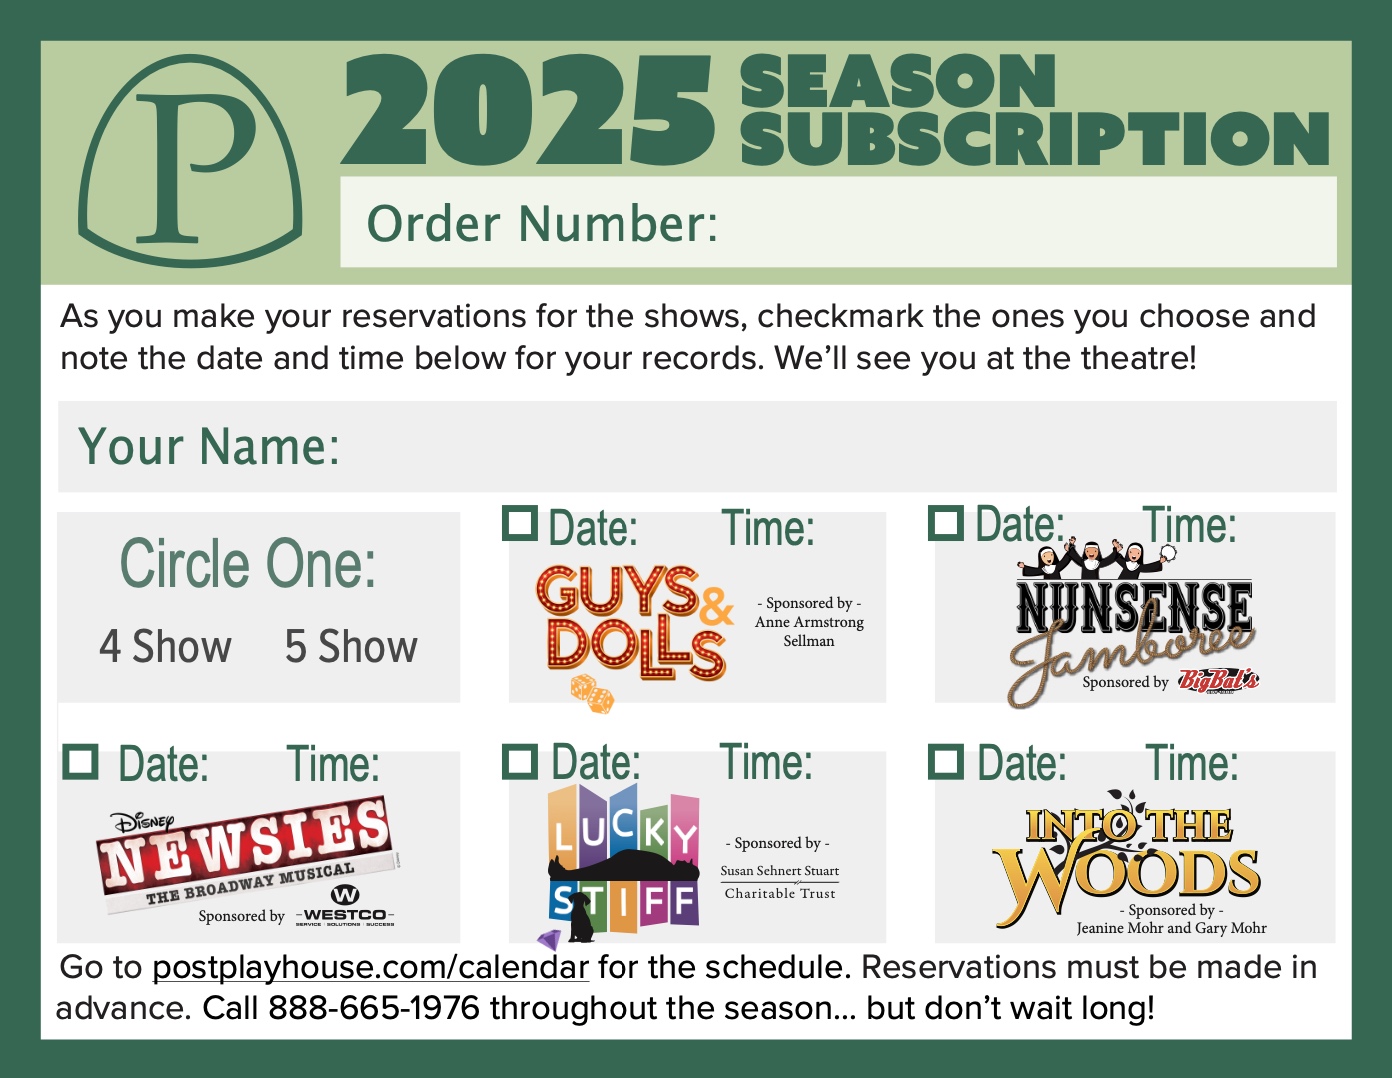 P
2025 SEASON
SUBSCRIPTION
Order Number:
As you make your reservations for the shows, checkmark the ones you choose and
note the date and time below for your records. We’ll see you at the theatre!
Your Name:
Circle One:
4 Show 5 Show
Date: Time:
GUYS &
DOLLS
- Sponsored by -
Anne Armstrong
Sellman
Date: Time:
NUNSENSE
Jamboree
Sponsored by BigBat's
Date: Time:
Disney
NEWSIES
THE BROADWAY MUSICAL
Sponsored by
W
WESTCO
SERVICE · SOLUTIONS · SUCCESS
Date: Time:
LUCKY
STIFF
- Sponsored by -
Susan Sehnert Stuart
Charitable Trust
Date: Time:
INTO THE
WOODS
- Sponsored by -
Jeanine Mohr and Gary Mohr
Go to postplayhouse.com/calendar for the schedule. Reservations must be made in
advance. Call 888-665-1976 throughout the season... but don’t wait long!